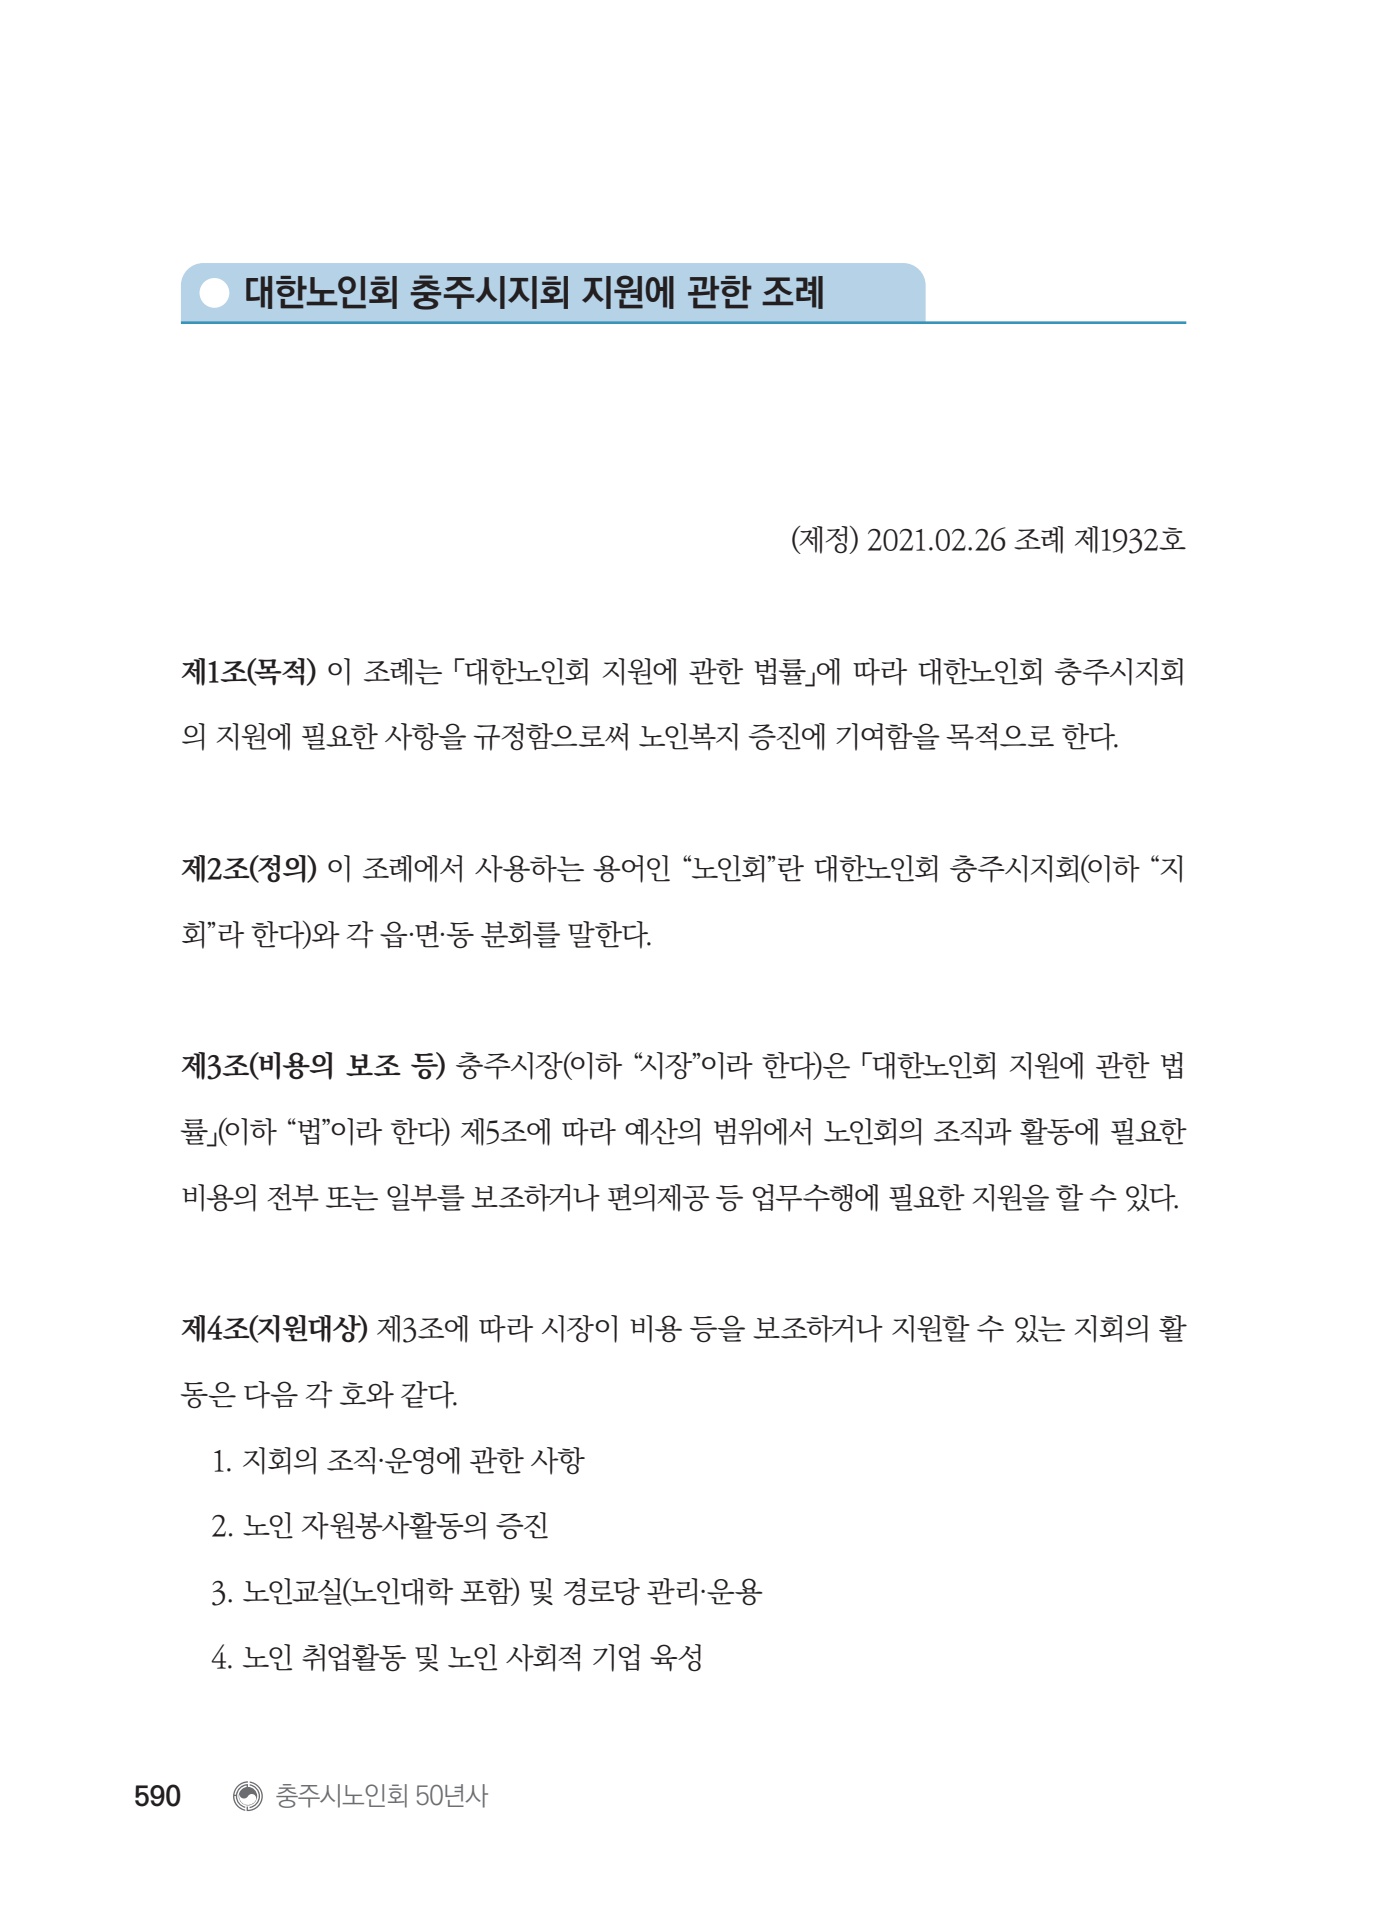 대한노인회 충주시지회 지원에 관한 조례
(제정) 2021.02.26 조례 제1932호
제1조(목적) 이 조례는 「대한노인회 지원에 관한 법률」에 따라 대한노인회 충주시지회
의 지원에 필요한 사항을 규정함으로써 노인복지 증진에 기여함을 목적으로 한다.
제2조(정의) 이 조례에서 사용하는 용어인 “노인회”란 대한노인회 충주시지회(이하 “지
회”라 한다)와 각 읍·면·동 분회를 말한다.
제3조(비용의 보조 등) 충주시장(이하 “시장”이라 한다)은 「대한노인회 지원에 관한 법
률」(이하 “법”이라 한다) 제5조에 따라 예산의 범위에서 노인회의 조직과 활동에 필요한
비용의 전부 또는 일부를 보조하거나 편의제공 등 업무수행에 필요한 지원을 할 수 있다.
제4조(지원대상) 제3조에 따라 시장이 비용 등을 보조하거나 지원할 수 있는 지회의 활
동은 다음 각 호와 같다.
1. 지회의 조직·운영에 관한 사항
2. 노인 자원봉사활동의 증진
3. 노인교실(노인대학 포함) 및 경로당 관리·운용
4. 노인 취업활동 및 노인 사회적 기업 육성
590 충주시노인회 50년사